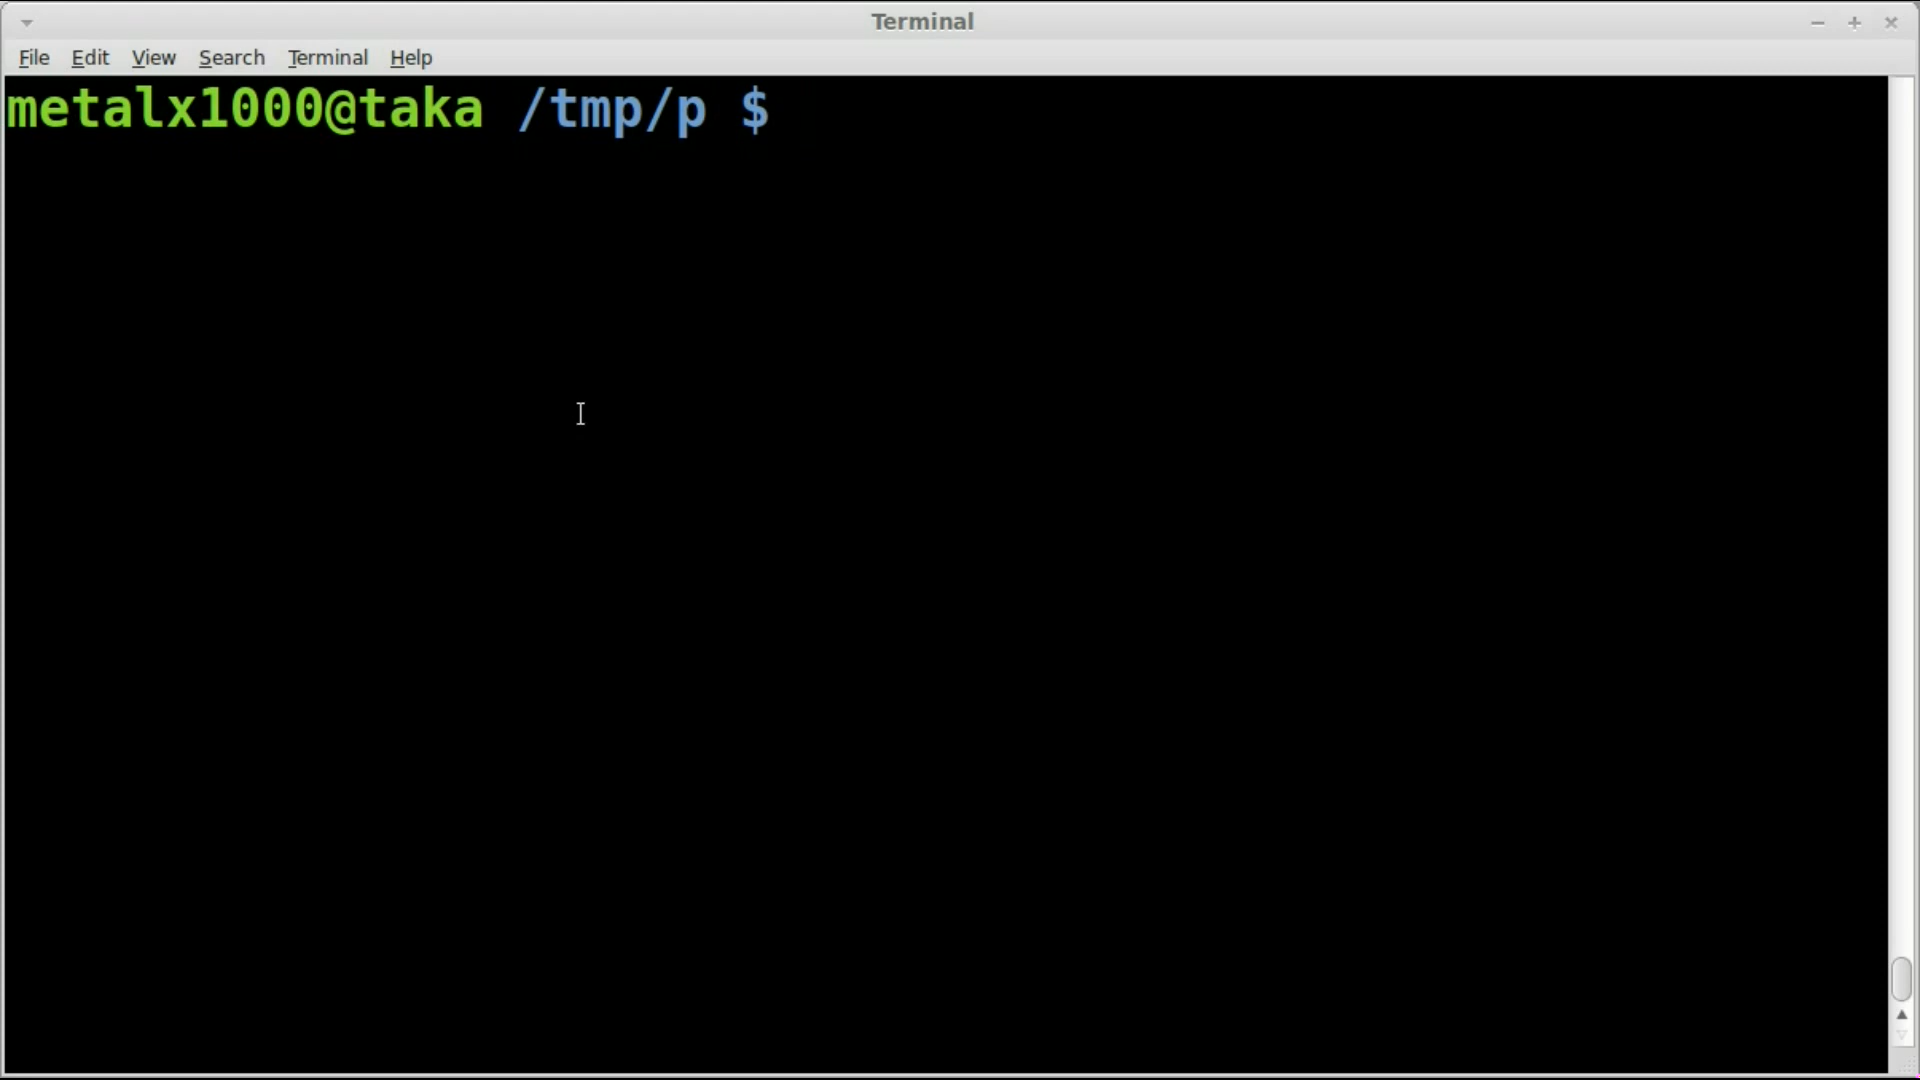 Terminal
File Edit View Search Terminal Help
metalx1000@taka /tmp/p $